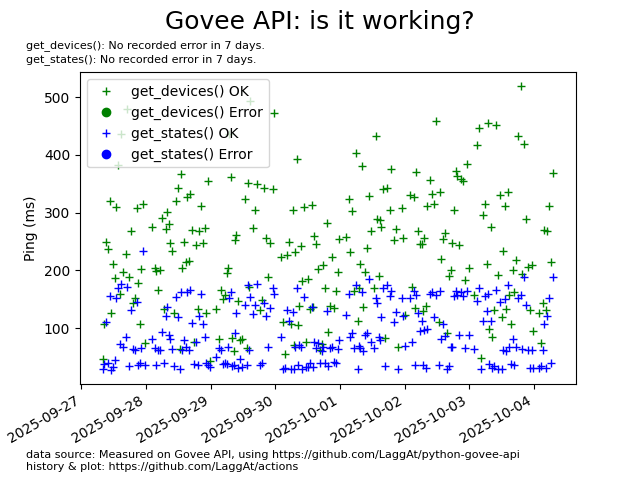 Govee API: is it working?
get_devices(): No recorded error in 7 days.
get_states(): No recorded error in 7 days.
get_devices() OK
get_devices() Error
get_states() OK
get_states() Error
Ping (ms)
500
400
300
200
100
2025-09-27
2025-09-28
2025-09-29
2025-09-30
2025-10-01
2025-10-02
2025-10-03
2025-10-04
data source: Measured on Govee API, using https://github.com/LaggAt/python-govee-api
history & plot: https://github.com/LaggAt/actions